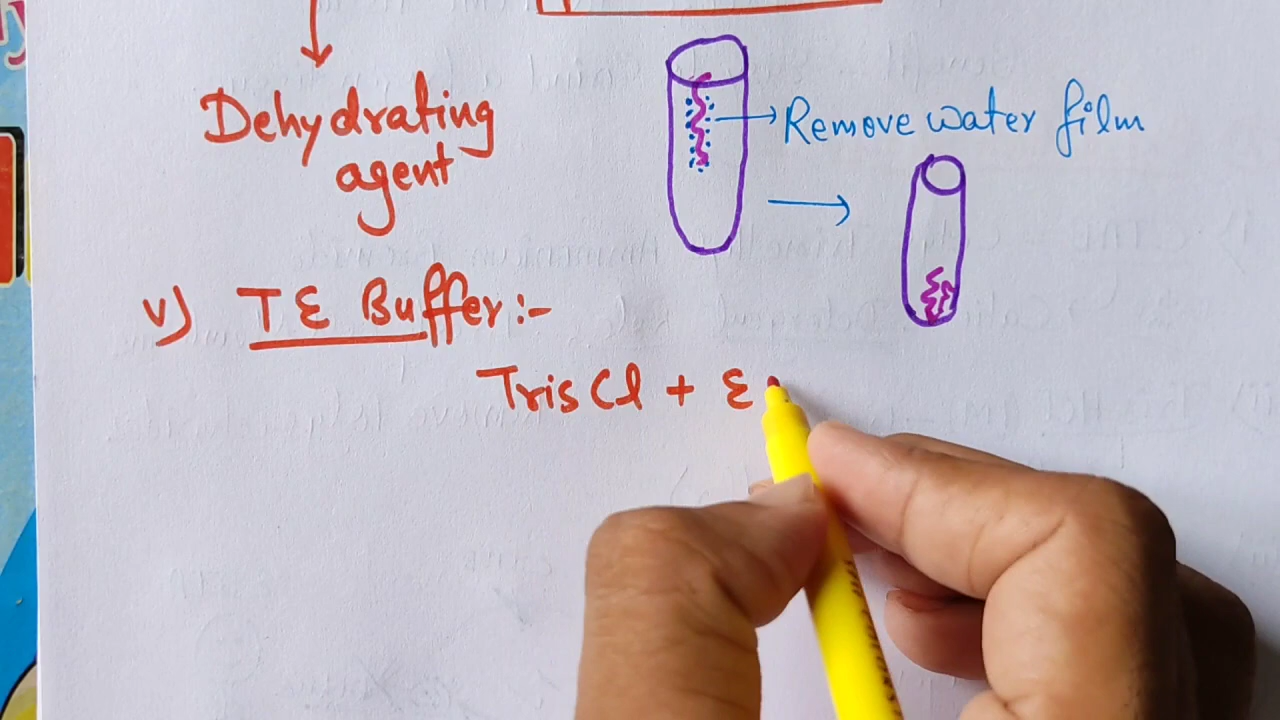 Dehydrating
agent
Remove water film
v) TE Buffer:-
Tris Cl + E